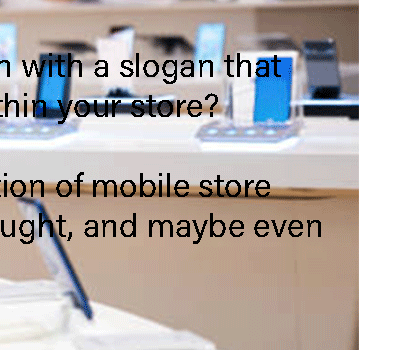 with a slogan that
thin your store?
tion of mobile store
ught, and maybe even